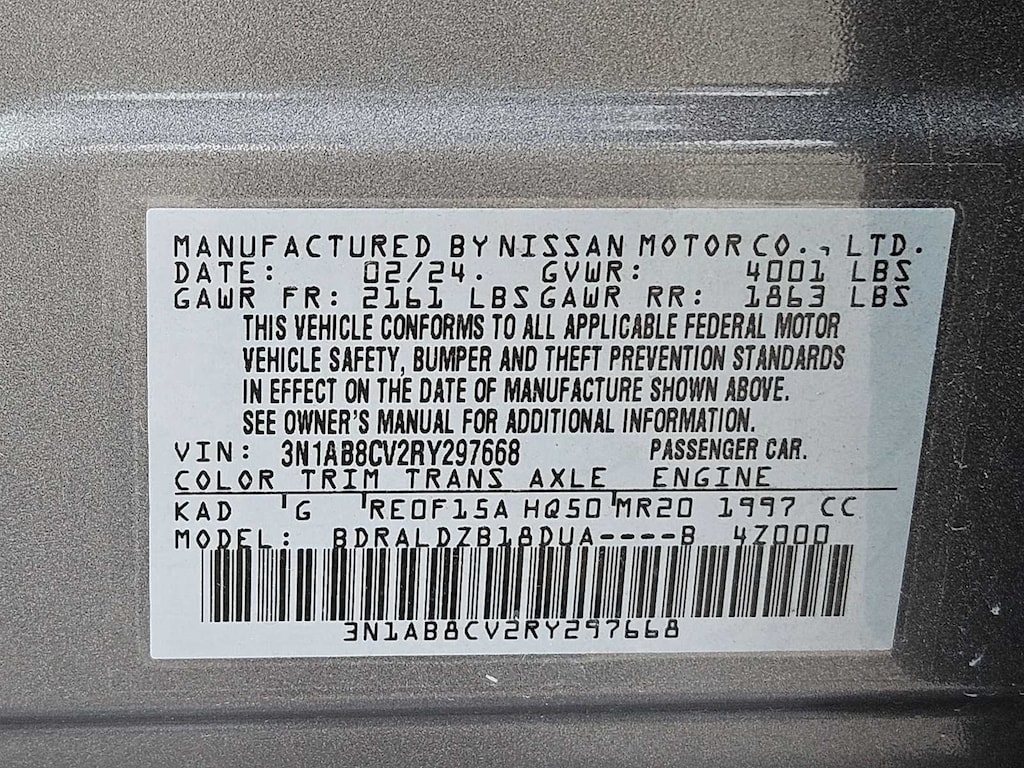 MANUFACTURED BY NISSAN MOTOR CO., LTD.
DATE: 02/24. GVWR: 4001 LBS
GAWR FR: 2161 LBS GAWR RR: 1863 LBS
THIS VEHICLE CONFORMS TO ALL APPLICABLE FEDERAL MOTOR
VEHICLE SAFETY, BUMPER AND THEFT PREVENTION STANDARDS
IN EFFECT ON THE DATE OF MANUFACTURE SHOWN ABOVE.
SEE OWNER'S MANUAL FOR ADDITIONAL INFORMATION.
VIN: 3N1AB8CV2RY297668 PASSENGER CAR.
COLOR TRIM TRANS AXLE ENGINE
KAD G RE0F15A HQ50 MR20 1997 CC
MODEL: BDRALDZB18DUA----B 4Z000
3N1AB8CV2RY297668